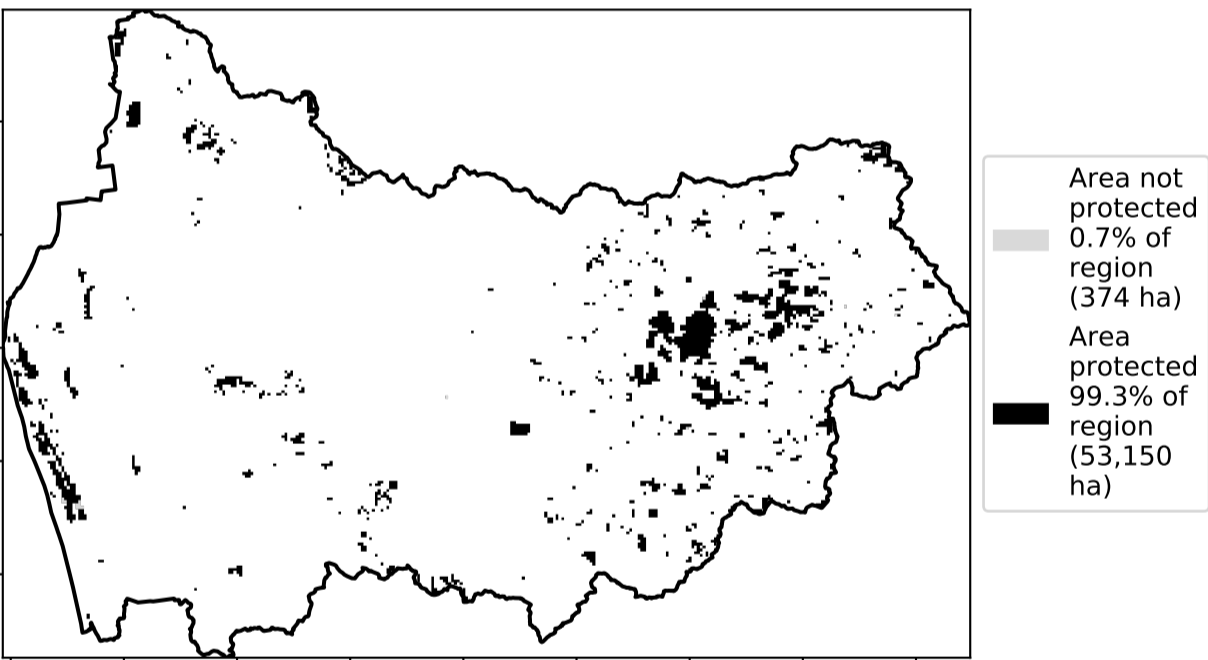 Area not
protected
0.7% of
region
(374 ha)
Area
protected
99.3% of
region
(53,150
ha)